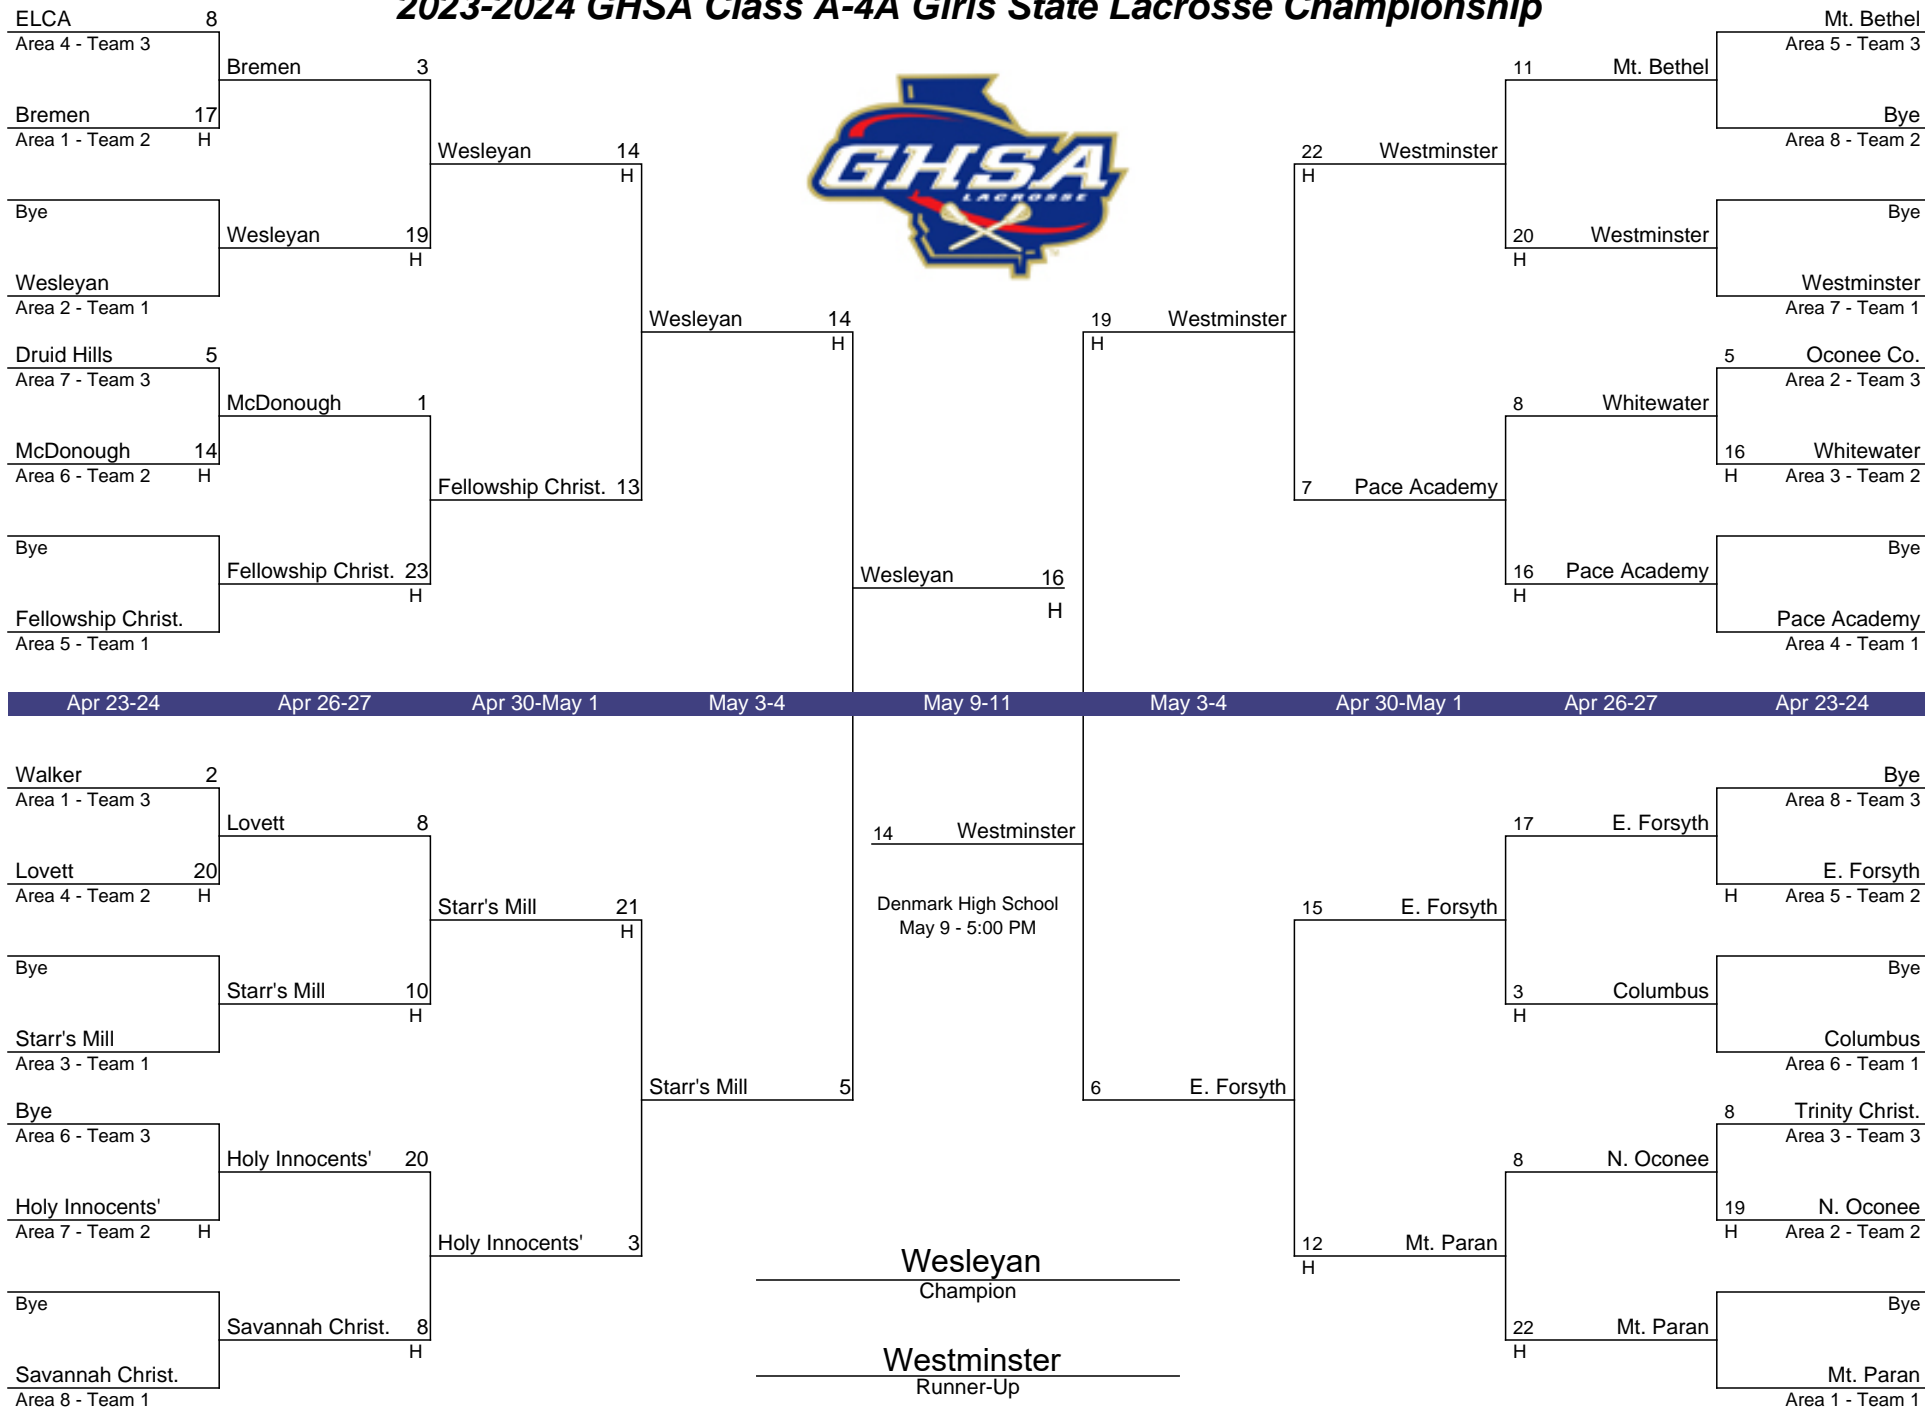 2023-2024 GHSA Class A-4A Girls State Lacrosse Championship
ELCA 8
Area 4 - Team 3
Bremen 3
Bremen 17
Area 1 - Team 2 H
Wesleyan 14
H
Bye
Wesleyan 19
H
Wesleyan
Area 2 - Team 1
Wesleyan 14
H
Druid Hills 5
Area 7 - Team 3
McDonough 1
McDonough 14
Area 6 - Team 2 H
Fellowship Christ. 13
Bye
Fellowship Christ. 23
H
Fellowship Christ.
Area 5 - Team 1
GHSA
LACROSSE
Wesleyan 16
H
Mt. Bethel
Area 5 - Team 3
11 Mt. Bethel
Bye
Area 8 - Team 2
22 Westminster
H
Bye
20 Westminster
H
Westminster
Area 7 - Team 1
19 Westminster
H
5 Oconee Co.
Area 2 - Team 3
8 Whitewater
16 Whitewater
H Area 3 - Team 2
7 Pace Academy
Bye
16 Pace Academy
H
Pace Academy
Area 4 - Team 1
Apr 23-24 Apr 26-27 Apr 30-May 1 May 3-4 May 9-11 May 3-4 Apr 30-May 1 Apr 26-27 Apr 23-24
Walker 2
Area 1 - Team 3
Lovett 8
Lovett 20
Area 4 - Team 2 H
Starr's Mill 21
H
Bye
Starr's Mill 10
H
Starr's Mill
Area 3 - Team 1
Starr's Mill 5
Bye
Area 6 - Team 3
Holy Innocents' 20
Holy Innocents'
Area 7 - Team 2 H
Holy Innocents' 3
Bye
Savannah Christ. 8
H
Savannah Christ.
Area 8 - Team 1
14 Westminster
Denmark High School
May 9 - 5:00 PM
Wesleyan
Champion
Westminster
Runner-Up
Bye
Area 8 - Team 3
17 E. Forsyth
E. Forsyth
H Area 5 - Team 2
15 E. Forsyth
Bye
3 Columbus
H
Columbus
Area 6 - Team 1
6 E. Forsyth
8 Trinity Christ.
Area 3 - Team 3
8 N. Oconee
19 N. Oconee
H Area 2 - Team 2
12 Mt. Paran
H
Bye
22 Mt. Paran
H
Mt. Paran
Area 1 - Team 1